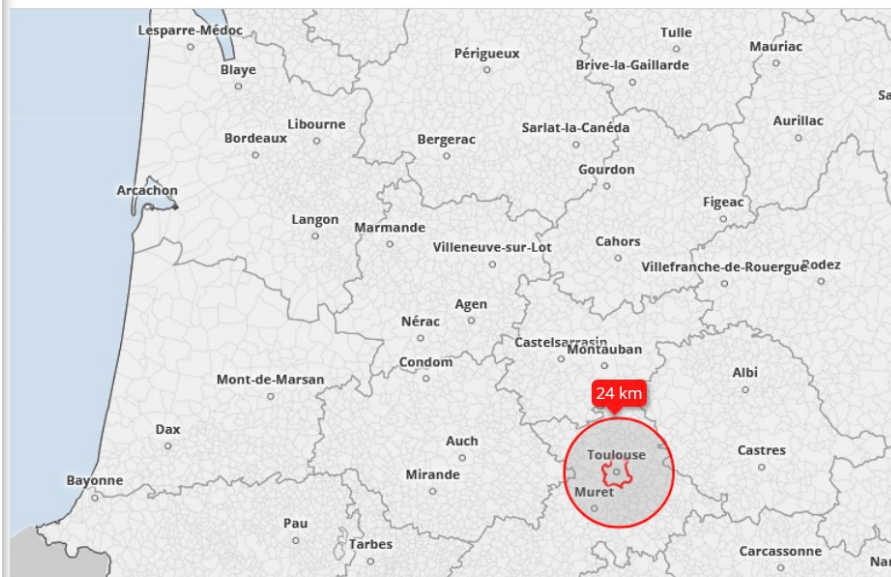 Lesparre-Médoc
Tulle
Mauriac
Périgueux
Brive-la-Gaillarde
Blaye
Aurillac
Libourne
Sarlat-la-Canéda
Bordeaux
Bergerac
Gourdon
Arcachon
Figeac
Langon
Marmande
Cahors
Villeneuve-sur-Lot
Villefranche-de-Rouergue
Rodez
Agen
Nérac
Castelsarrasin
Montauban
Condom
Albi
Mont-de-Marsan
24 km
Dax
Auch
Castres
Toulouse
Mirande
Bayonne
Muret
Pau
Tarbes
Carcassonne
Sa
Nar